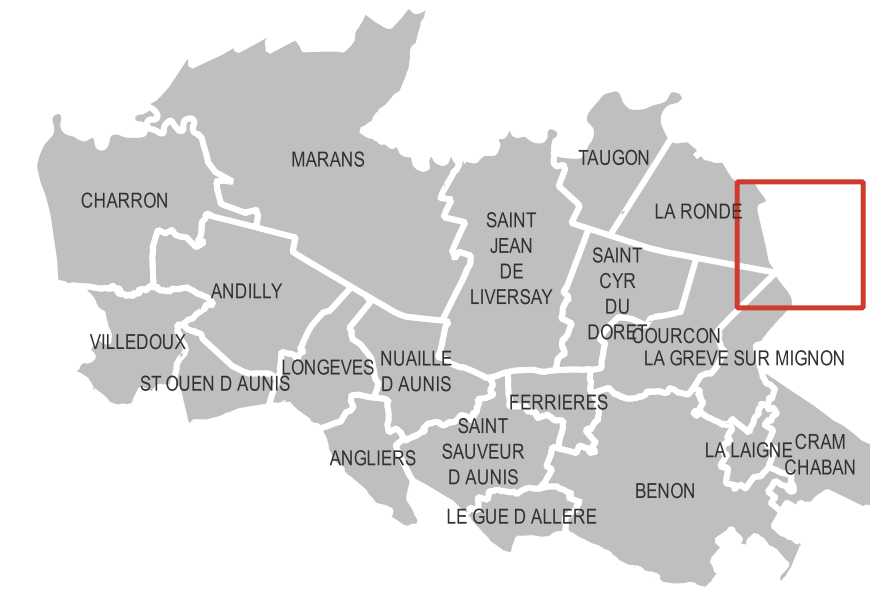 MARANS
TAUGON
CHARRON
LA RONDE
SAINT
JEAN
DE
LIVERSAY
SAINT
CYR
DU
DORET
ANDILLY
COURCON
VILLEDOUX
LA GREVE SUR MIGNON
LONGEVES
NUAILLE
D AUNIS
ST OUEN D AUNIS
FERRIERES
SAINT
SAUVEUR
D AUNIS
LA LAIGNE
CRAM
CHABAN
ANGLIERS
BENON
LE GUE D ALLERE